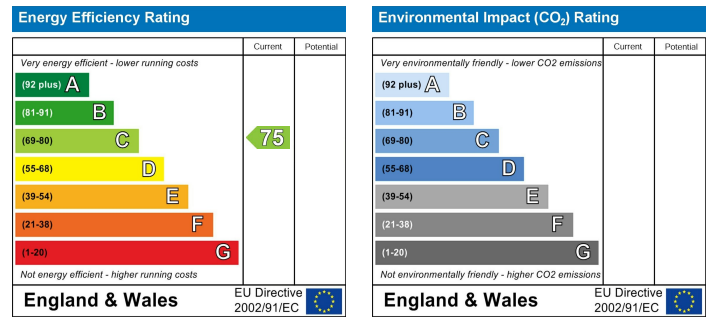 Energy Efficiency Rating
Current Potential
Very energy efficient - lower running costs
(92 plus) A
(81-91) B
(69-80) C
75
(55-68) D
(39-54) E
(21-38) F
(1-20) G
Not energy efficient - higher running costs
England & Wales
EU Directive
2002/91/EC
Environmental Impact (CO₂) Rating
Current Potential
Very environmentally friendly - lower CO2 emissions
(92 plus) A
(81-91) B
(69-80) C
(55-68) D
(39-54) E
(21-38) F
(1-20) G
Not environmentally friendly - higher CO2 emissions
England & Wales
EU Directive
2002/91/EC